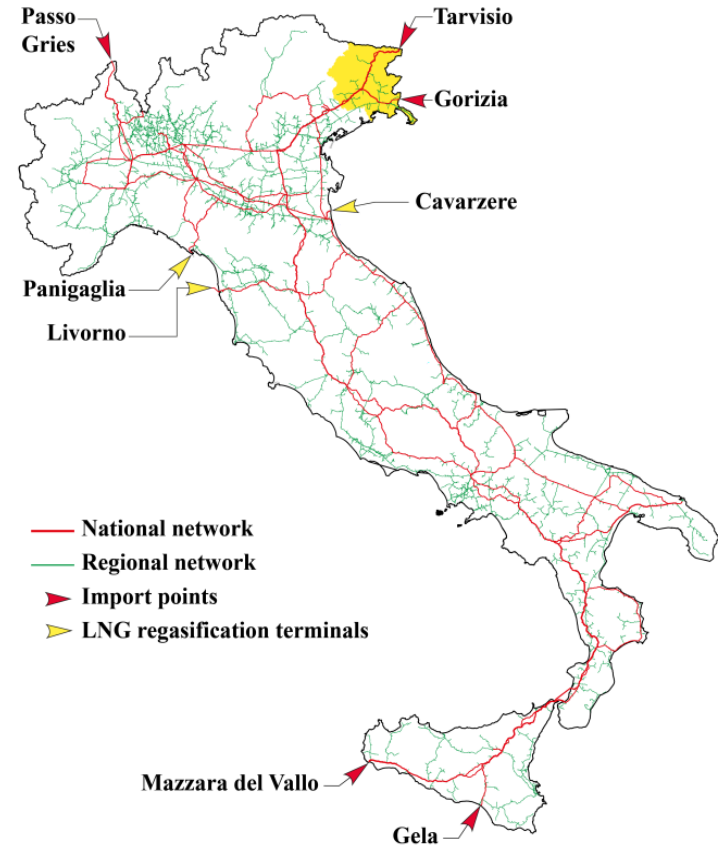 Passo
Gries
Tarvisio
Gorizia
Cavarzere
Panigaglia
Livorno
National network
Regional network
Import points
LNG regasification terminals
Mazzara del Vallo
Gela